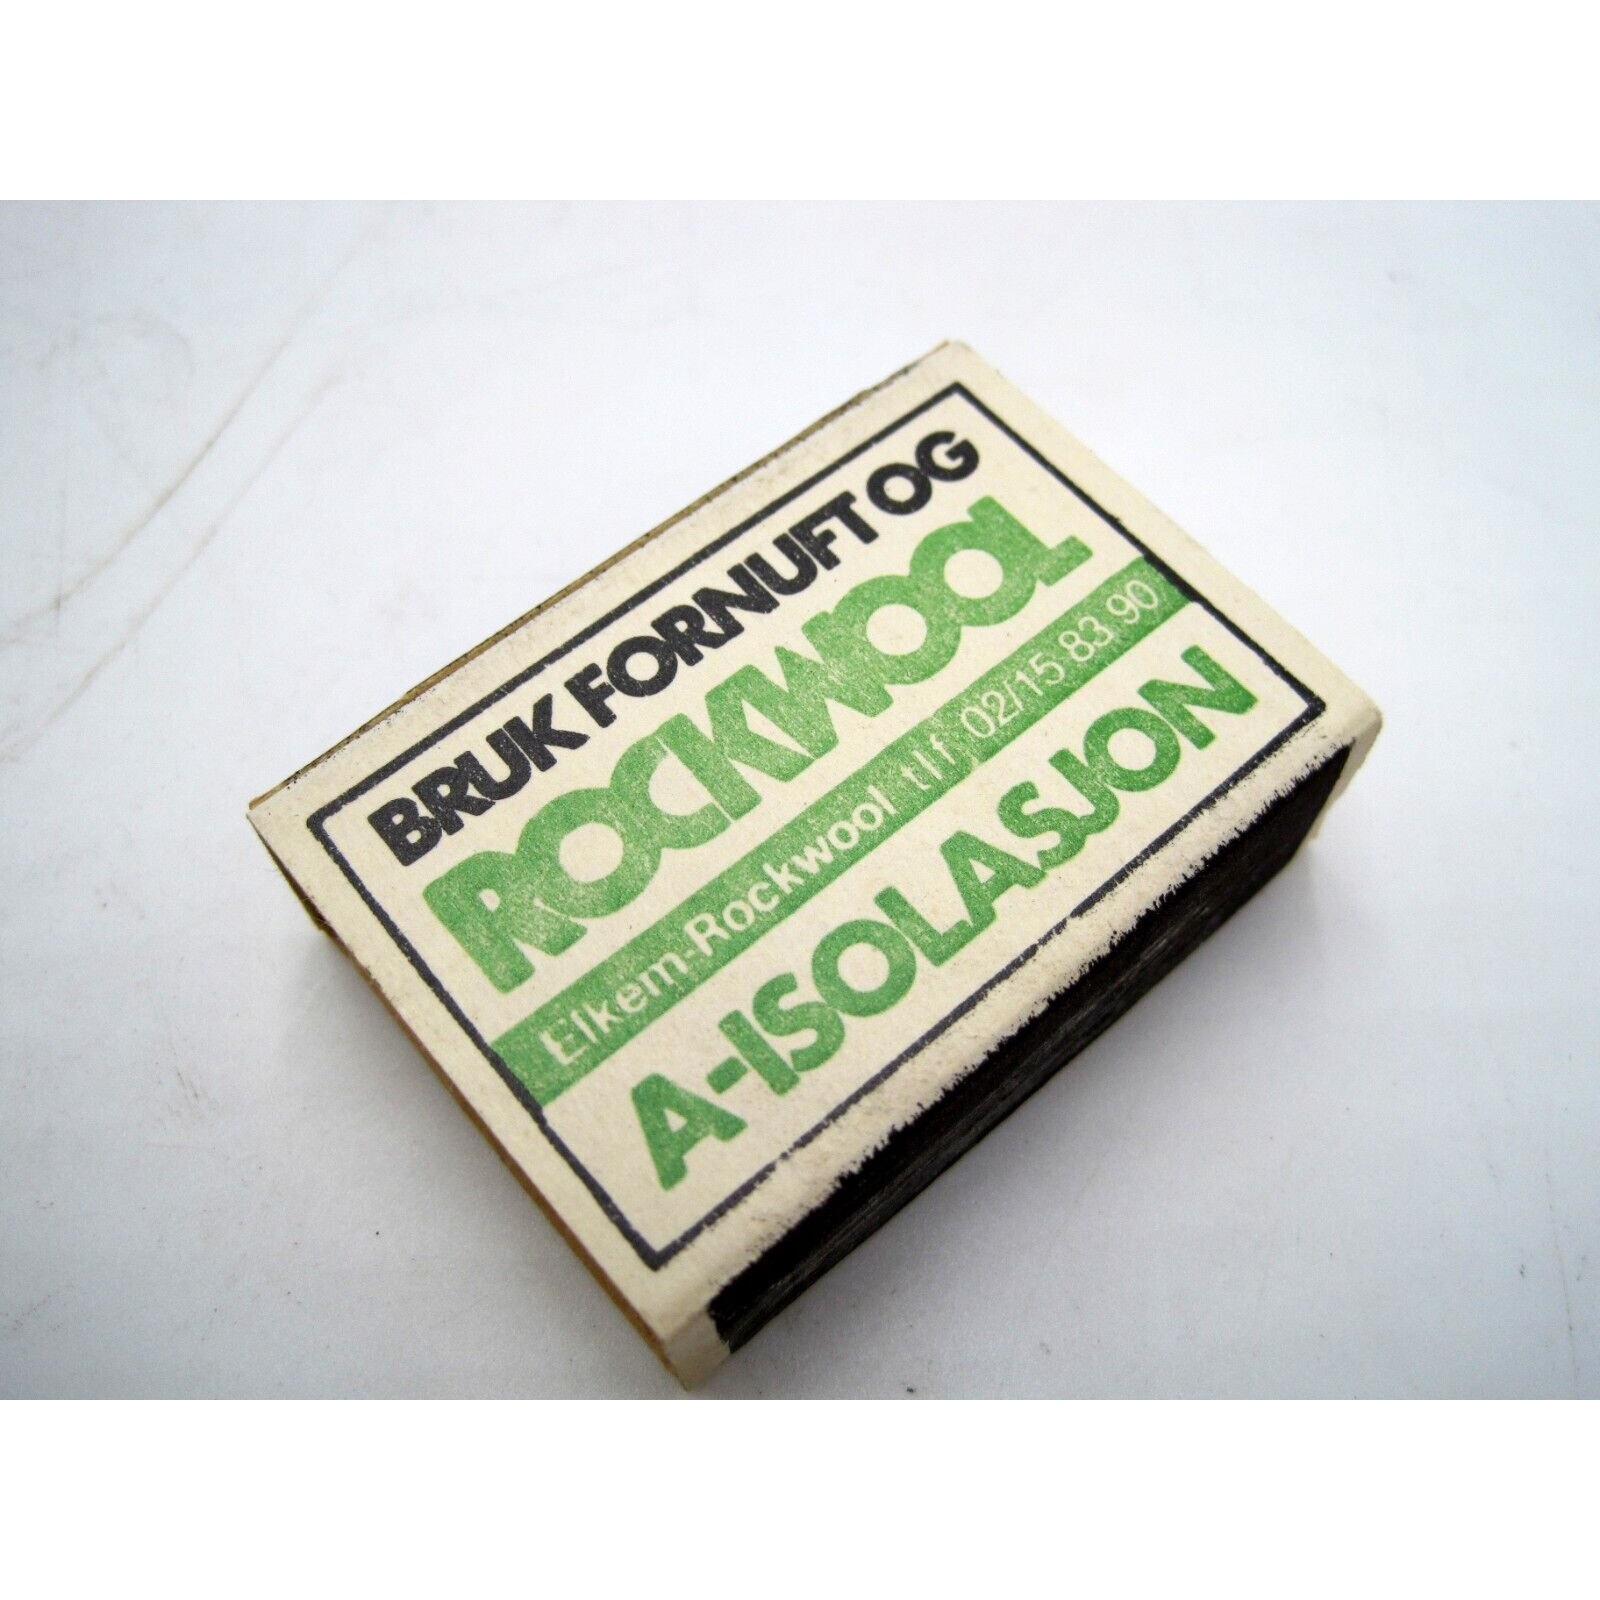 BRUK FORNUFT OG
ROCKWOOL
Elkem-Rockwool tlf 02/15 83 90
A-ISOLASJON